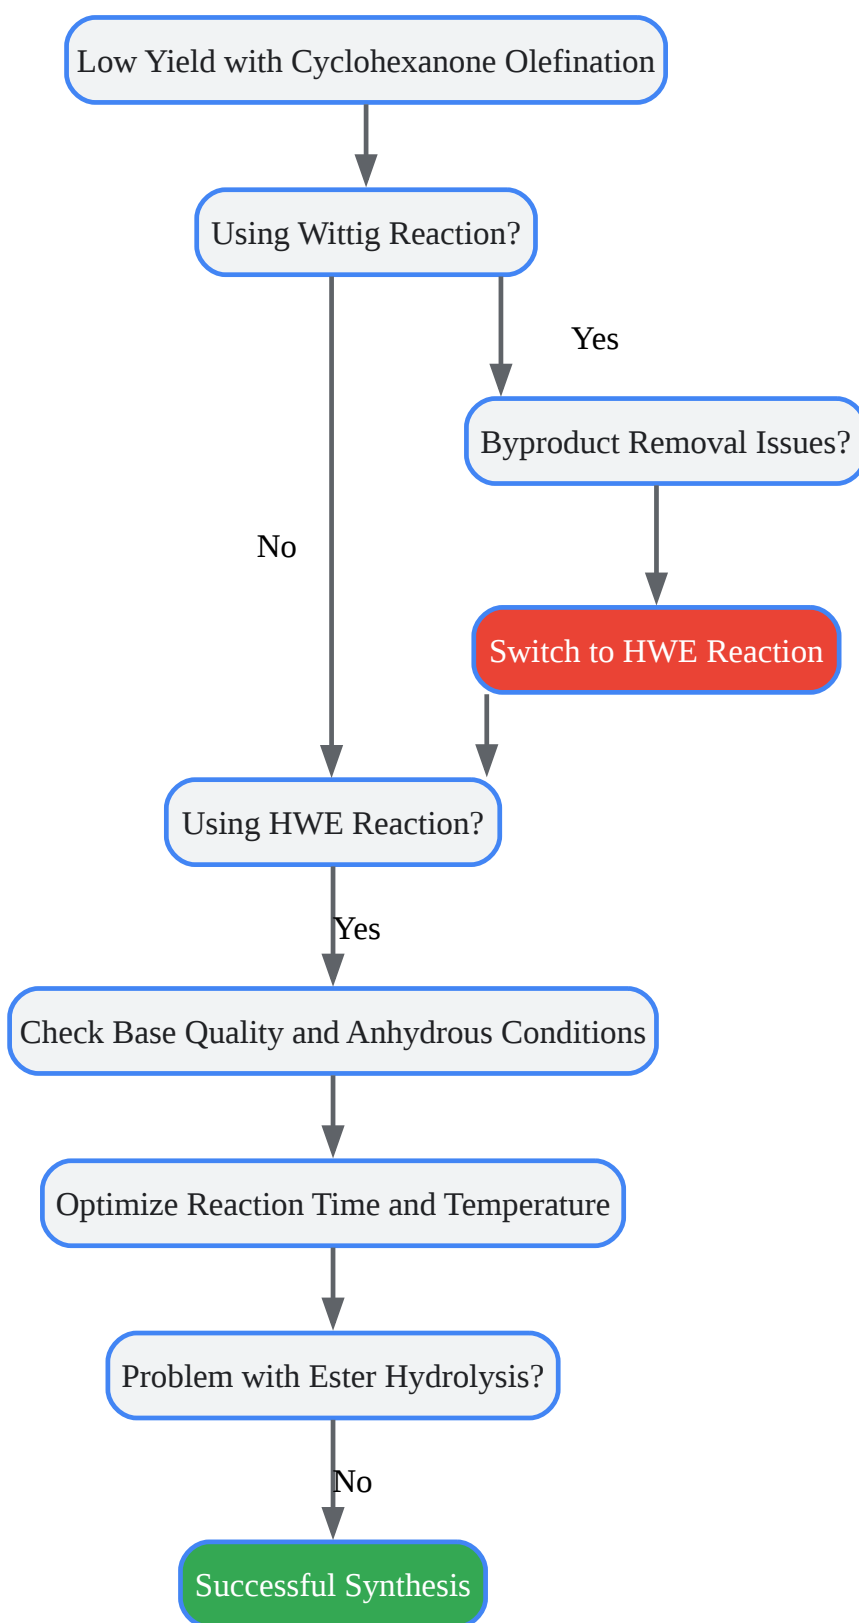 Low Yield with Cyclohexanone Olefination
Using Wittig Reaction?
Yes
Byproduct Removal Issues?
No
Switch to HWE Reaction
Using HWE Reaction?
Yes
Check Base Quality and Anhydrous Conditions
Optimize Reaction Time and Temperature
Problem with Ester Hydrolysis?
No
Successful Synthesis